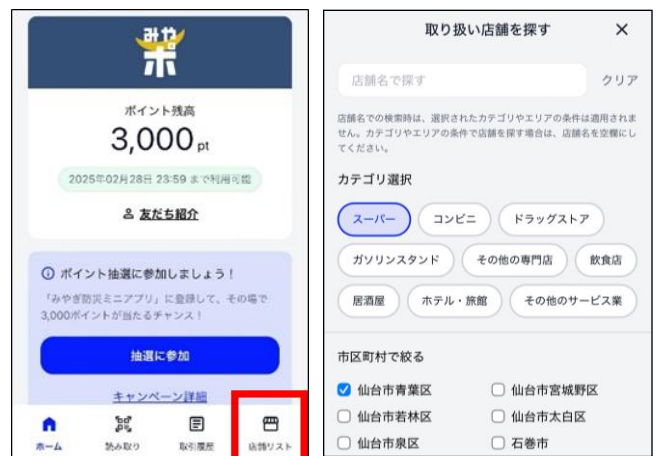 みやポ
ポイント残高
3,000 pt
2025年02月28日 23:59 まで利用可能
友だち紹介
ポイント抽選に参加しましょう！
「みやぎ防災ミニアプリ」に登録して、その場で
3,000ポイントが当たるチャンス！
抽選に参加
キャンペーン詳細
ホーム
読み取り
取引履歴
店舗リスト
取り扱い店舗を探す
店舗名で探す
クリア
店舗名での検索時は、選択されたカテゴリやエリアの条件は適用されま
せん。カテゴリやエリアの条件で店舗を探す場合は、店舗名を空欄にし
てください。
カテゴリ選択
スーパー
コンビニ
ドラッグストア
ガソリンスタンド
その他の専門店
飲食店
居酒屋
ホテル・旅館
その他のサービス業
市区町村で絞る
仙台市青葉区
仙台市宮城野区
仙台市若林区
仙台市太白区
仙台市泉区
石巻市